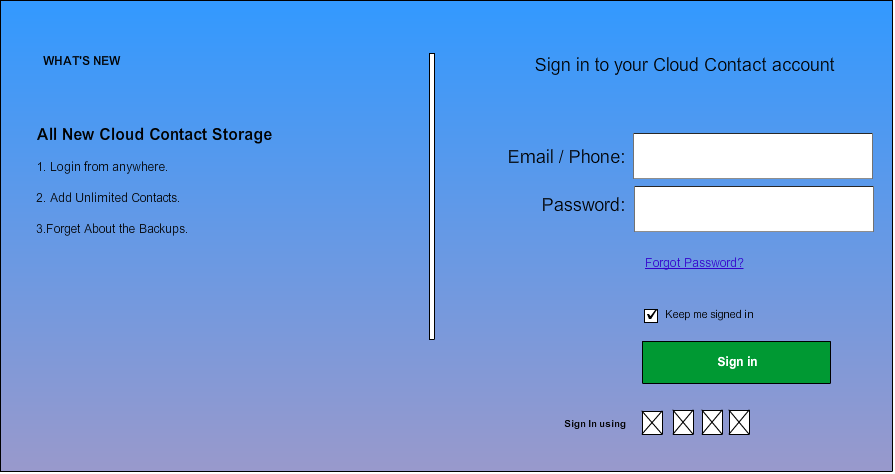 WHAT'S NEW
All New Cloud Contact Storage
1. Login from anywhere.
2. Add Unlimited Contacts.
3.Forget About the Backups.
Sign in to your Cloud Contact account
Email / Phone:
Password:
Forgot Password?
Keep me signed in
Sign in
Sign In using